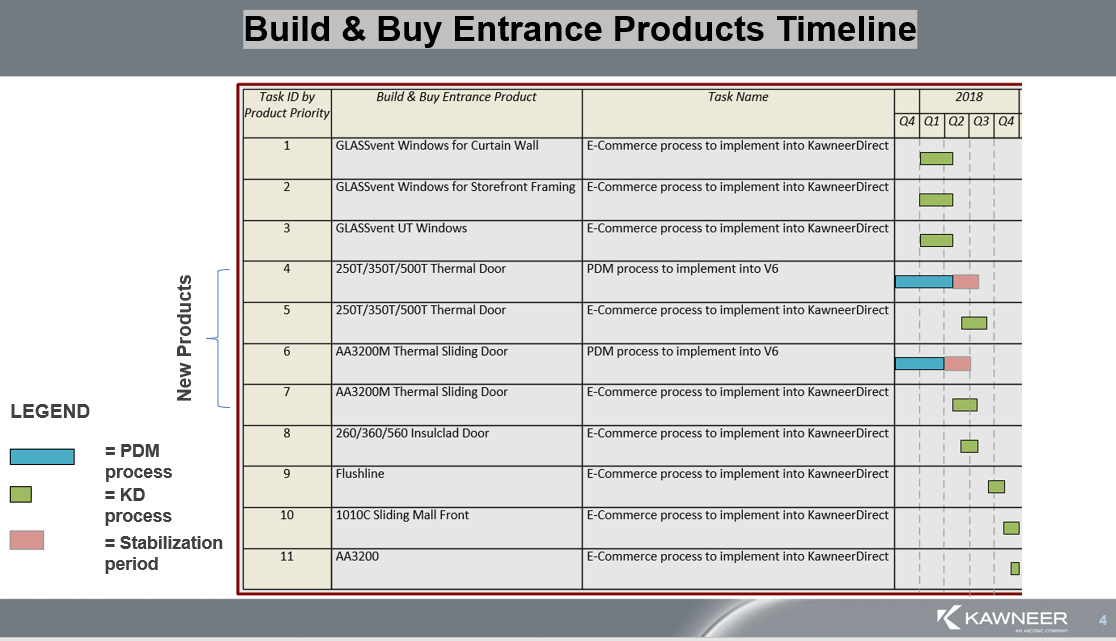 Build & Buy Entrance Products Timeline
Task ID by
Product Priority
Build & Buy Entrance Product
Task Name
2018
Q4 Q1 Q2 Q3 Q4
1 GLASSvent Windows for Curtain Wall E-Commerce process to implement into KawneerDirect
2 GLASSvent Windows for Storefront Framing E-Commerce process to implement into KawneerDirect
3 GLASSvent UT Windows E-Commerce process to implement into KawneerDirect
4 250T/350T/500T Thermal Door PDM process to implement into V6
5 250T/350T/500T Thermal Door E-Commerce process to implement into KawneerDirect
6 AA3200M Thermal Sliding Door PDM process to implement into V6
7 AA3200M Thermal Sliding Door E-Commerce process to implement into KawneerDirect
8 260/360/560 Insulclad Door E-Commerce process to implement into KawneerDirect
9 Flushline E-Commerce process to implement into KawneerDirect
10 1010C Sliding Mall Front E-Commerce process to implement into KawneerDirect
11 AA3200 E-Commerce process to implement into KawneerDirect
New Products
LEGEND
= PDM
process
= KD
process
= Stabilization
period
KAWNEER
AN ARCONIC COMPANY
4